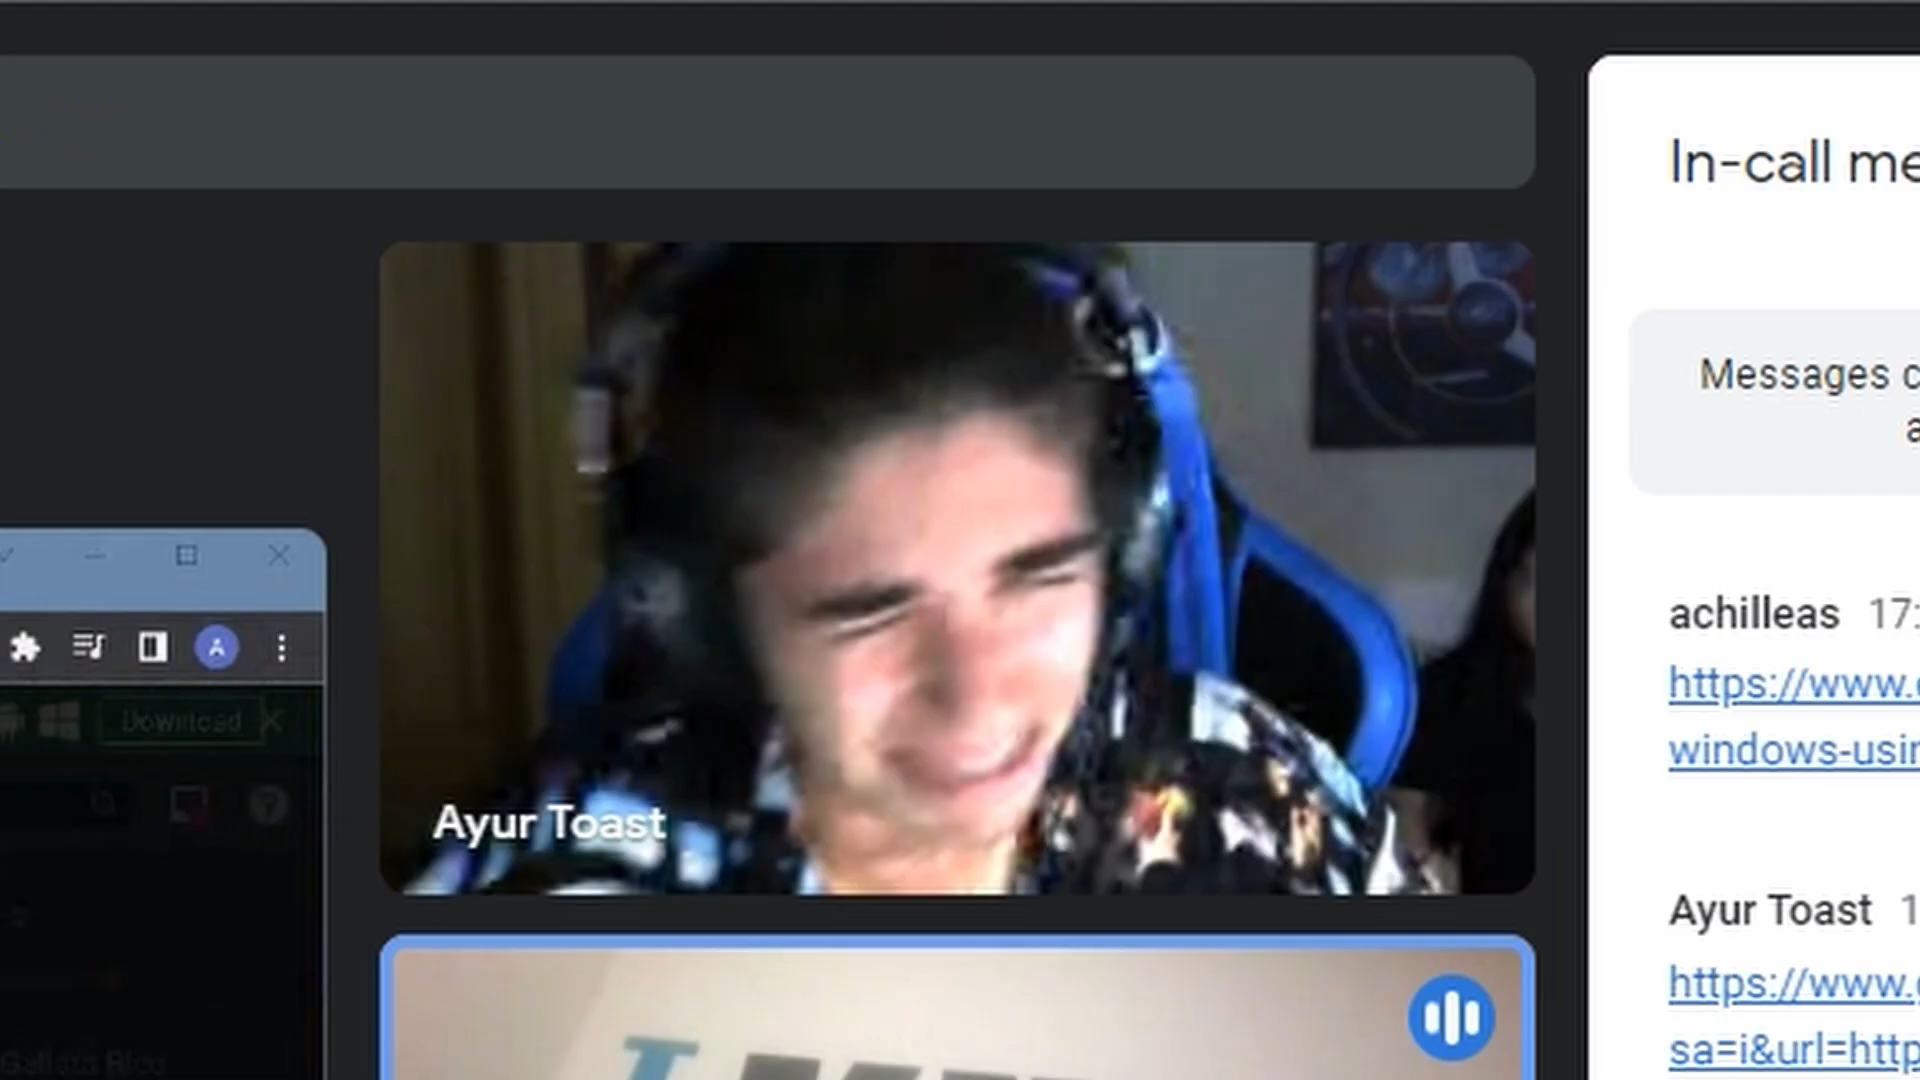 In-call me
Messages c
a
achilleas 17:
https://www.
windows-usin
A
Download
Ayur Toast
Ayur Toast 1
https://www.
sa=i&url=http